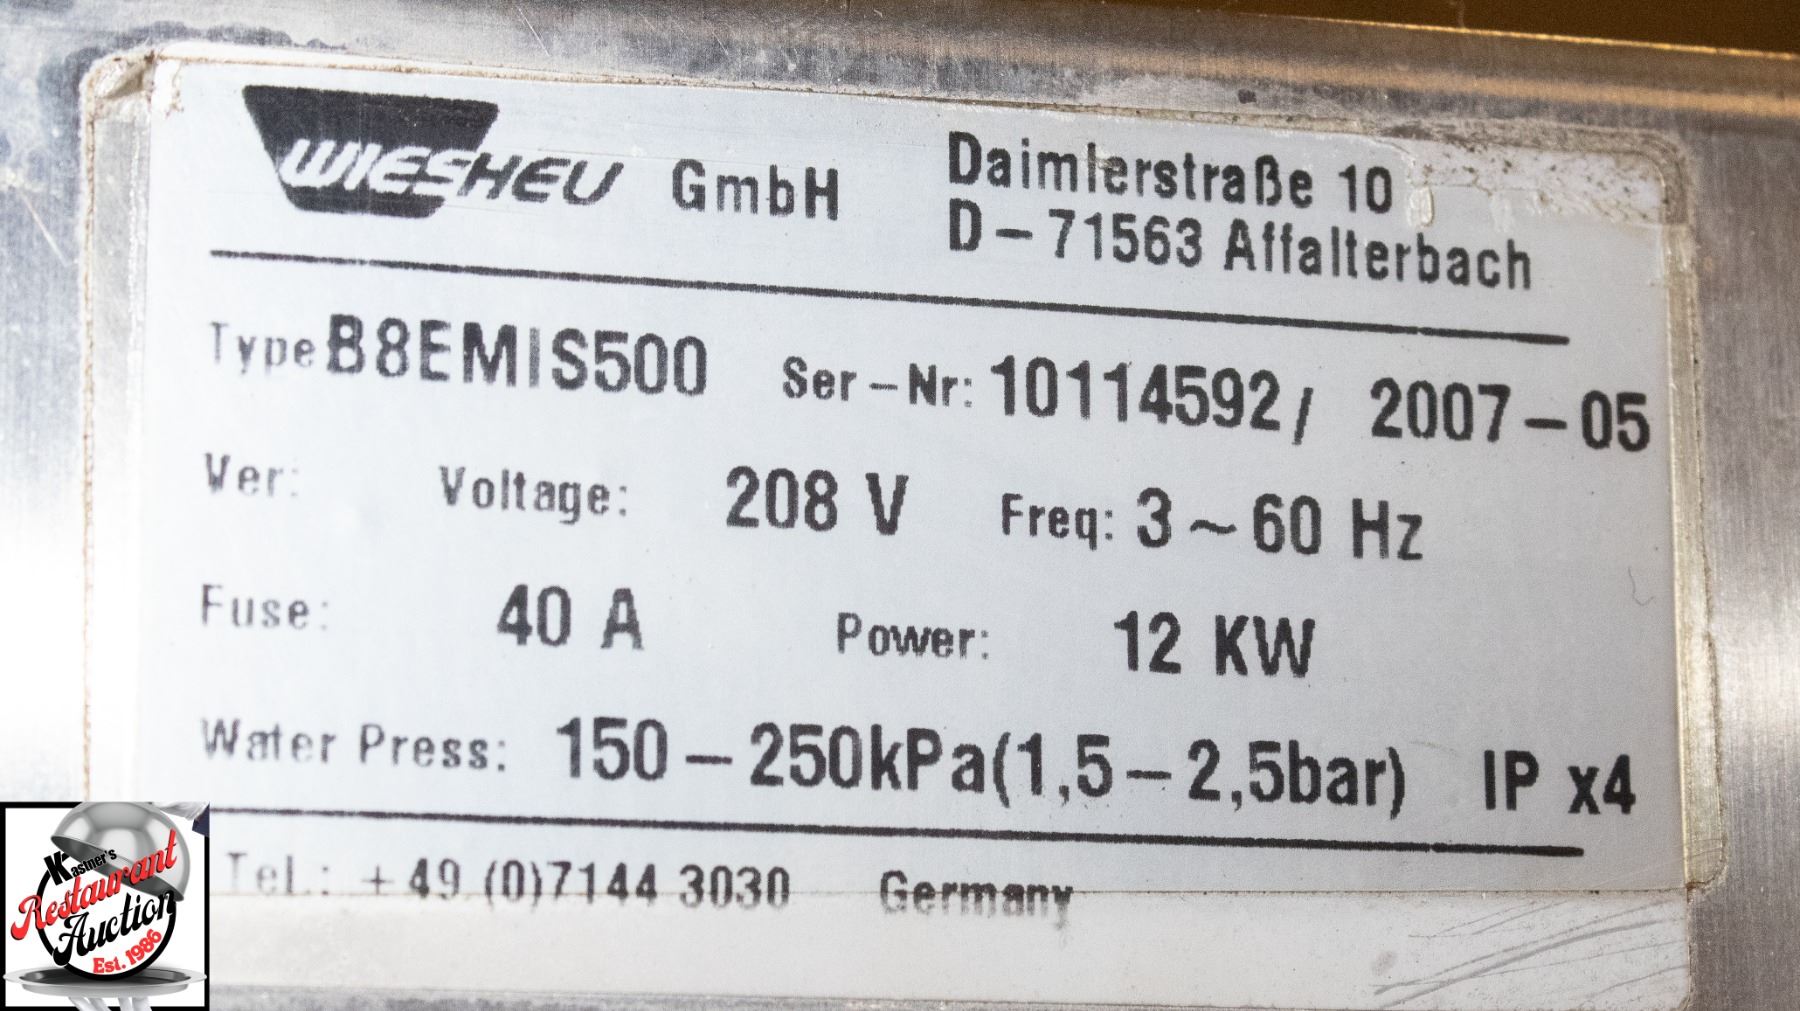 WIESHEU GmbH Daimlerstraße 10
D-71563 Affalterbach
Type B8EMIS500 Ser-Nr: 10114592/ 2007-05
Ver: Voltage: 208 V Freq: 3~60 Hz
Fuse: 40 A Power: 12 KW
Water Press: 150-250kPa(1,5-2,5bar) IP x4
Tel.: +49 (0)7144 3030 Germany
Kastner's
Restaurant
Auction
Est. 1986